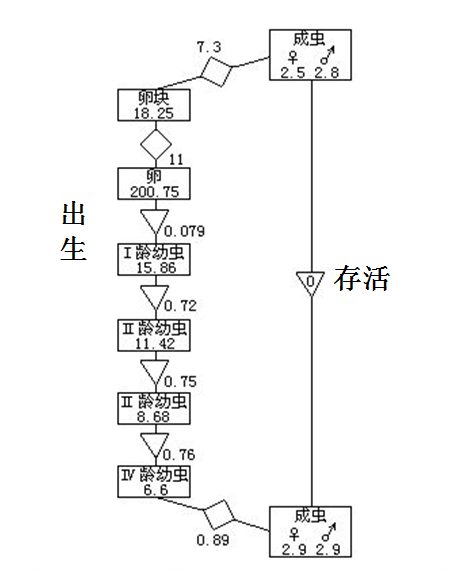 7.3
成虫
♀ ♂
2.5 2.8
卵块
18.25
11
卵
200.75
出生
0.079
Ⅰ龄幼虫
15.86
0.72
Ⅱ龄幼虫
11.42
0
存活
0.75
Ⅱ龄幼虫
8.68
0.76
Ⅳ龄幼虫
6.6
0.89
成虫
♀ ♂
2.9 2.9